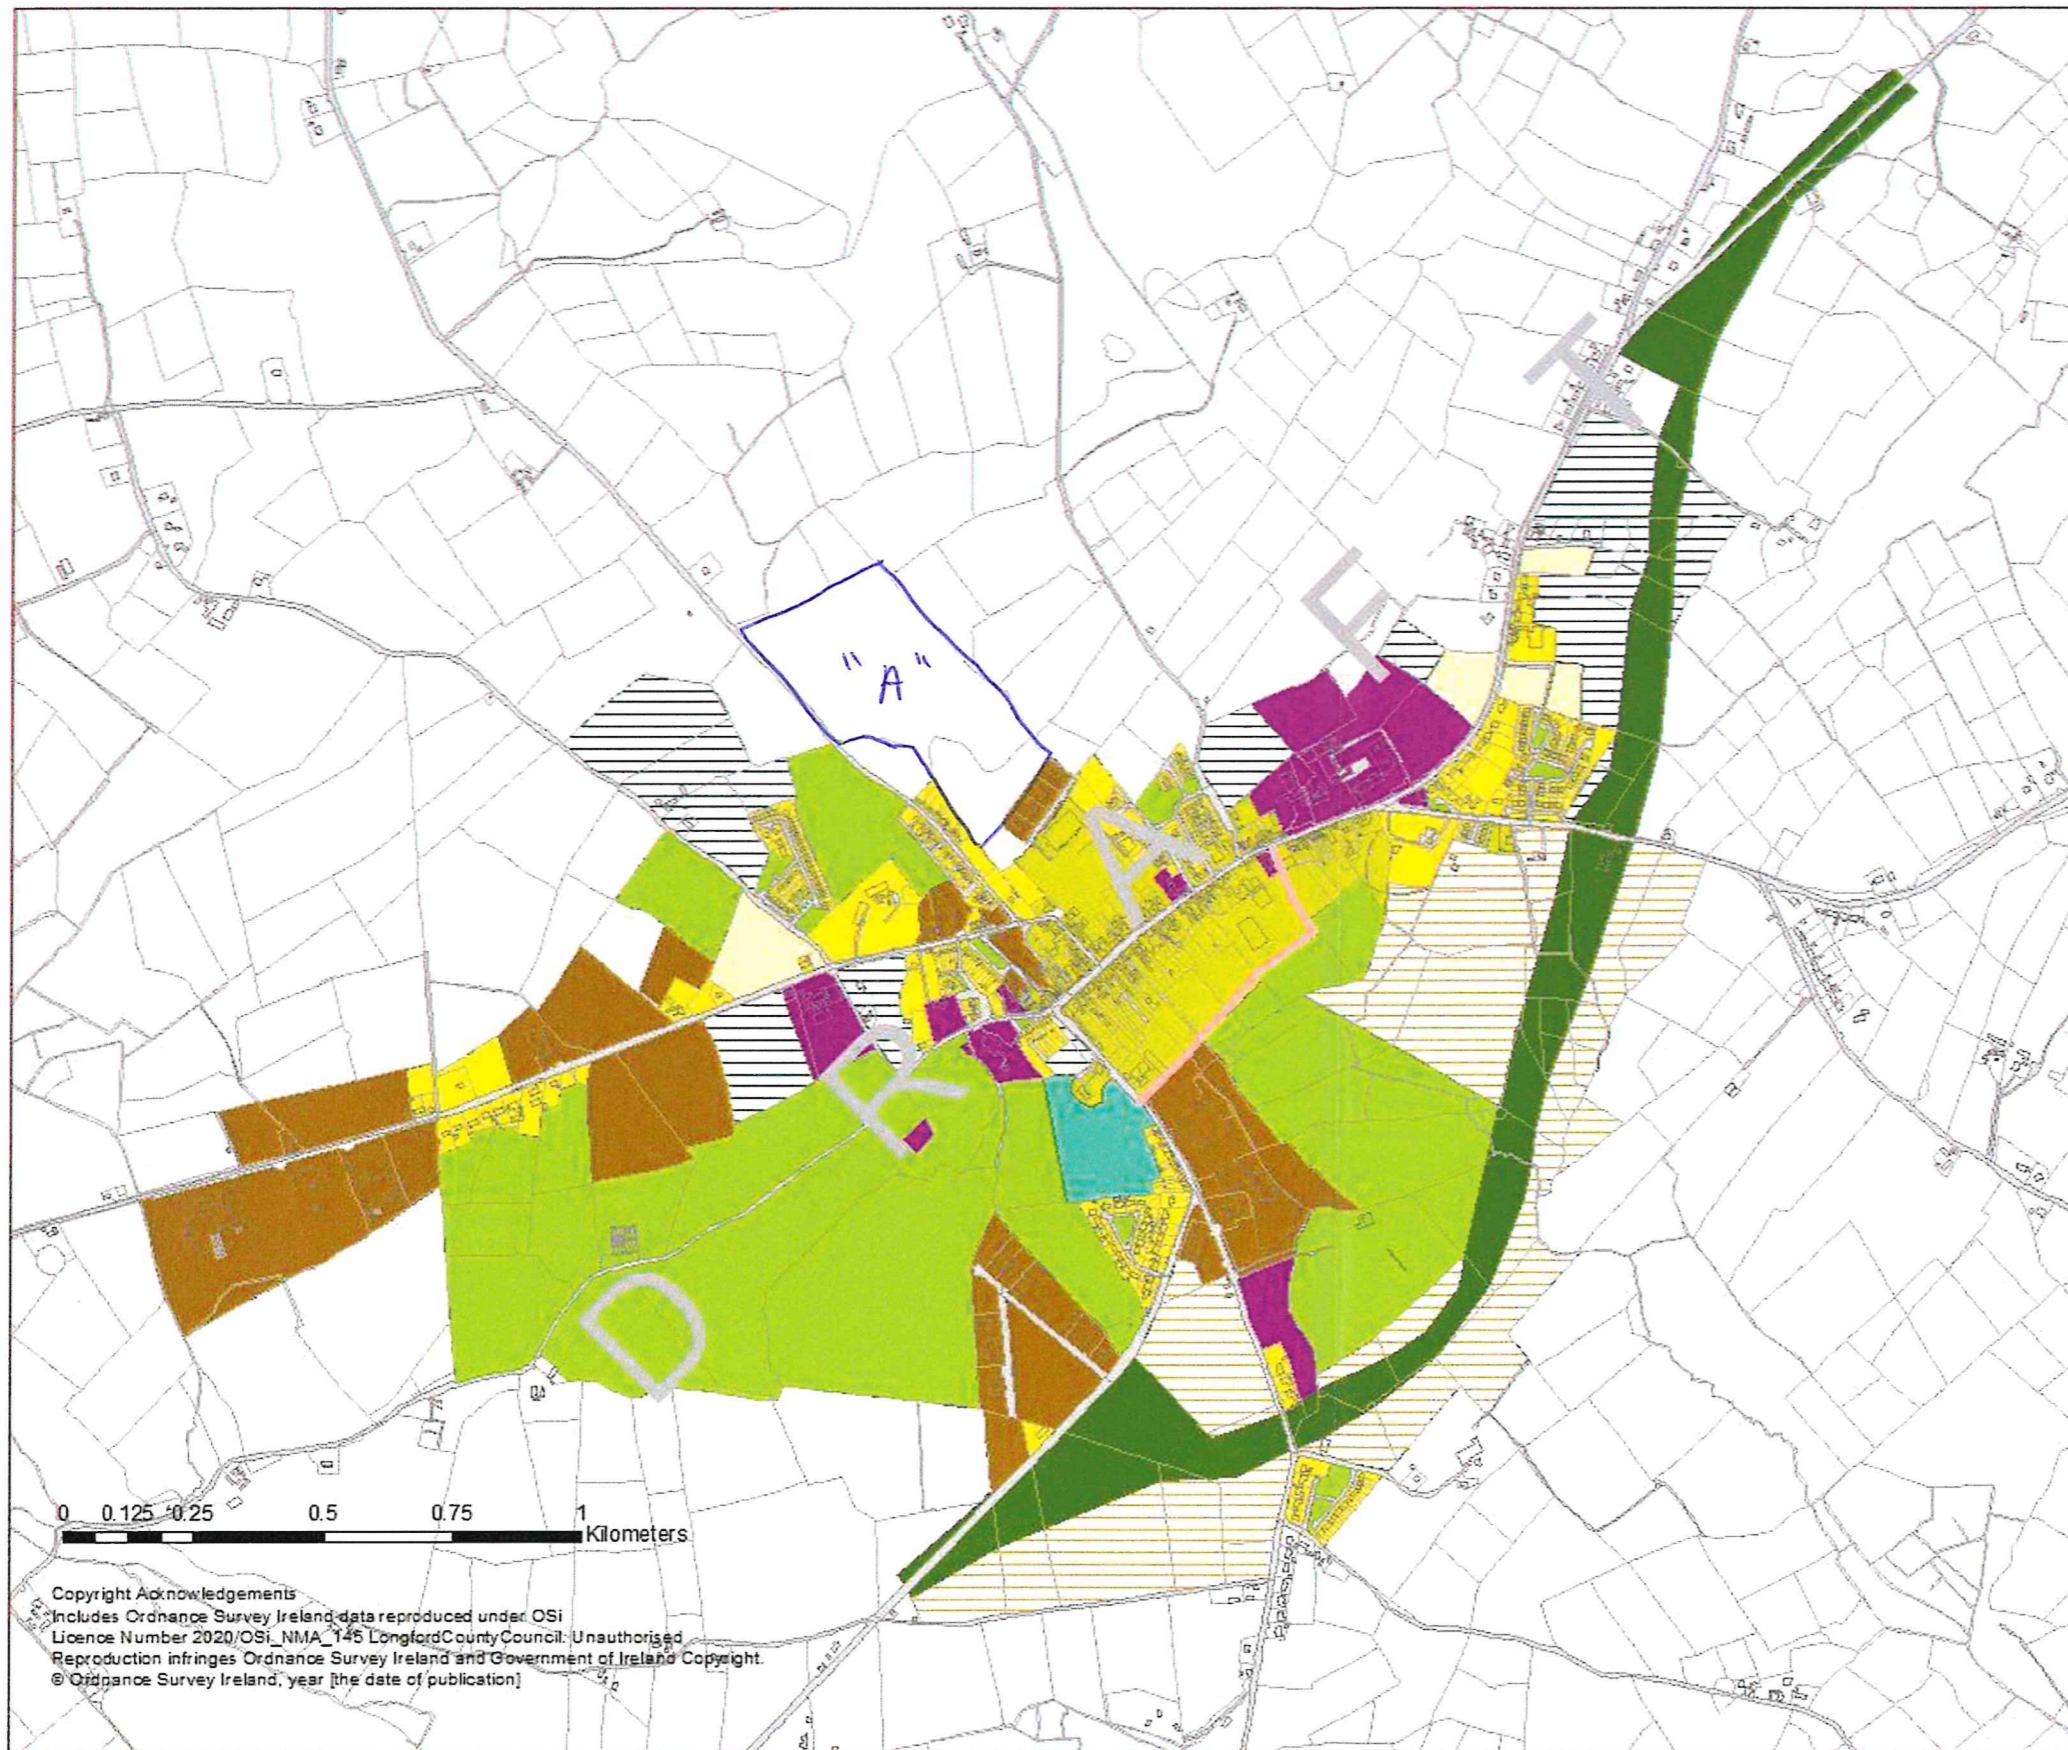 D R A F T
" A "
0 0.125 0.25 0.5 0.75 1
Kilometers
Copyright Acknowledgements
Includes Ordnance Survey Ireland data reproduced under OSi
Licence Number 2020/OSi_NMA_145 LongfordCountyCouncil. Unauthorised
Reproduction infringes Ordnance Survey Ireland and Government of Ireland Copyright.
© Ordnance Survey Ireland, year [the date of publication]